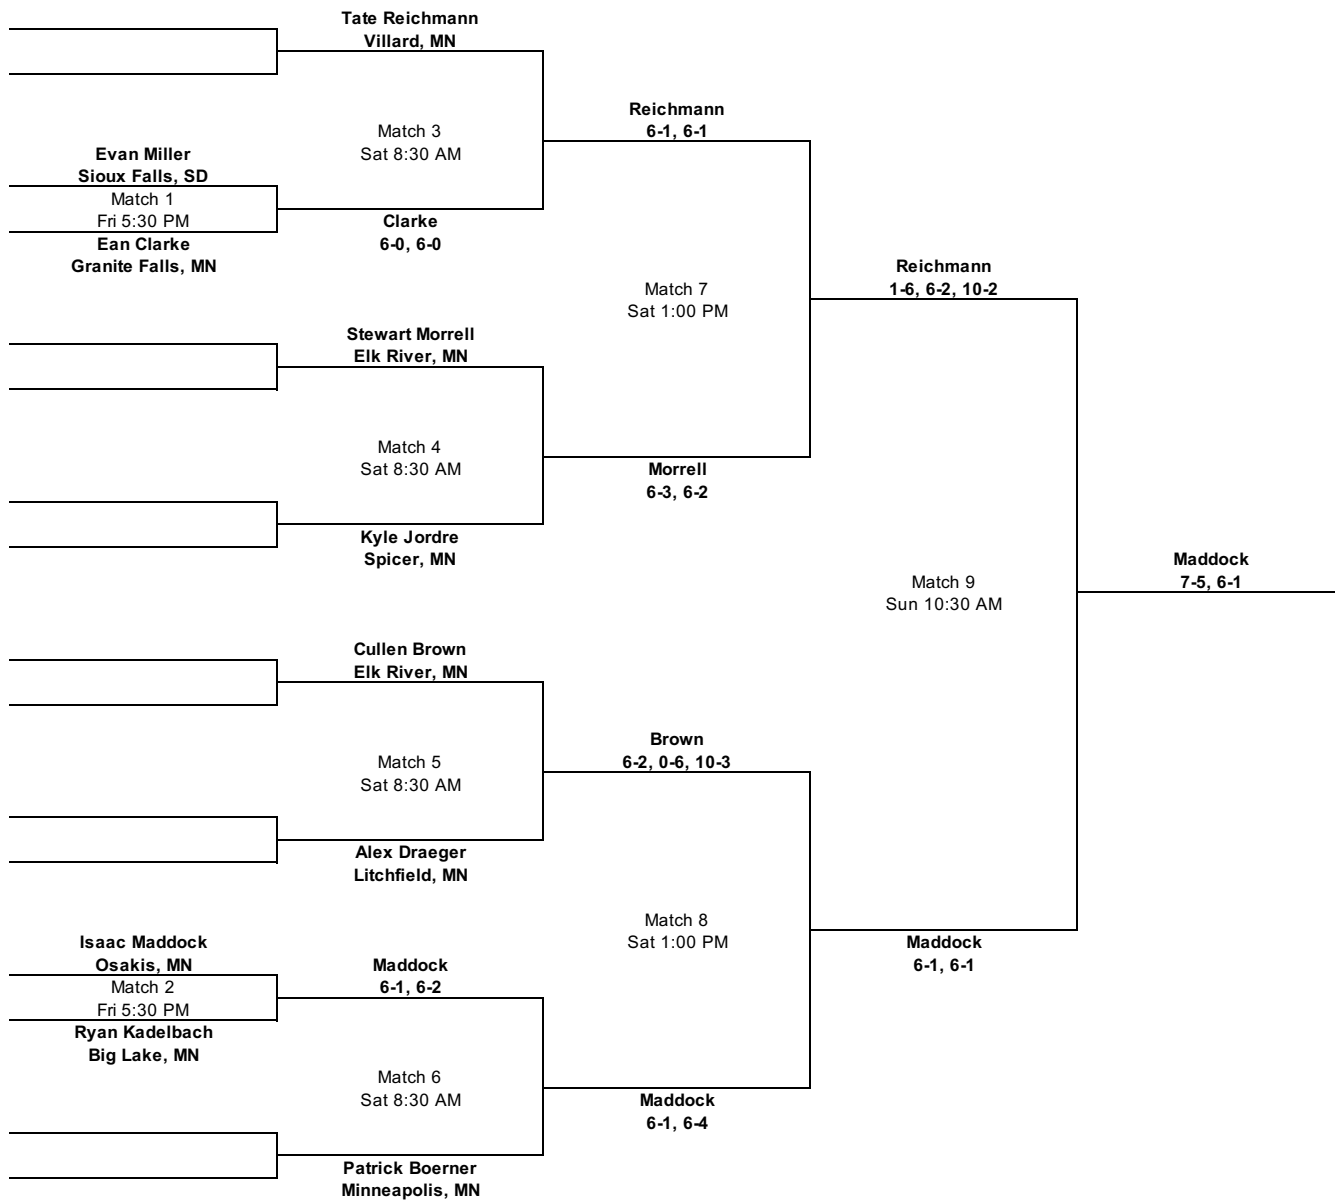 Tate Reichmann
Villard, MN
Reichmann
6-1, 6-1
Match 3
Sat 8:30 AM
Evan Miller
Sioux Falls, SD
Match 1
Fri 5:30 PM
Ean Clarke
Granite Falls, MN
Clarke
6-0, 6-0
Reichmann
1-6, 6-2, 10-2
Match 7
Sat 1:00 PM
Stewart Morrell
Elk River, MN
Match 4
Sat 8:30 AM
Morrell
6-3, 6-2
Kyle Jordre
Spicer, MN
Maddock
7-5, 6-1
Match 9
Sun 10:30 AM
Cullen Brown
Elk River, MN
Brown
6-2, 0-6, 10-3
Match 5
Sat 8:30 AM
Alex Draeger
Litchfield, MN
Match 8
Sat 1:00 PM
Isaac Maddock
Osakis, MN
Match 2
Fri 5:30 PM
Ryan Kadelbach
Big Lake, MN
Maddock
6-1, 6-2
Maddock
6-1, 6-1
Match 6
Sat 8:30 AM
Maddock
6-1, 6-4
Patrick Boerner
Minneapolis, MN